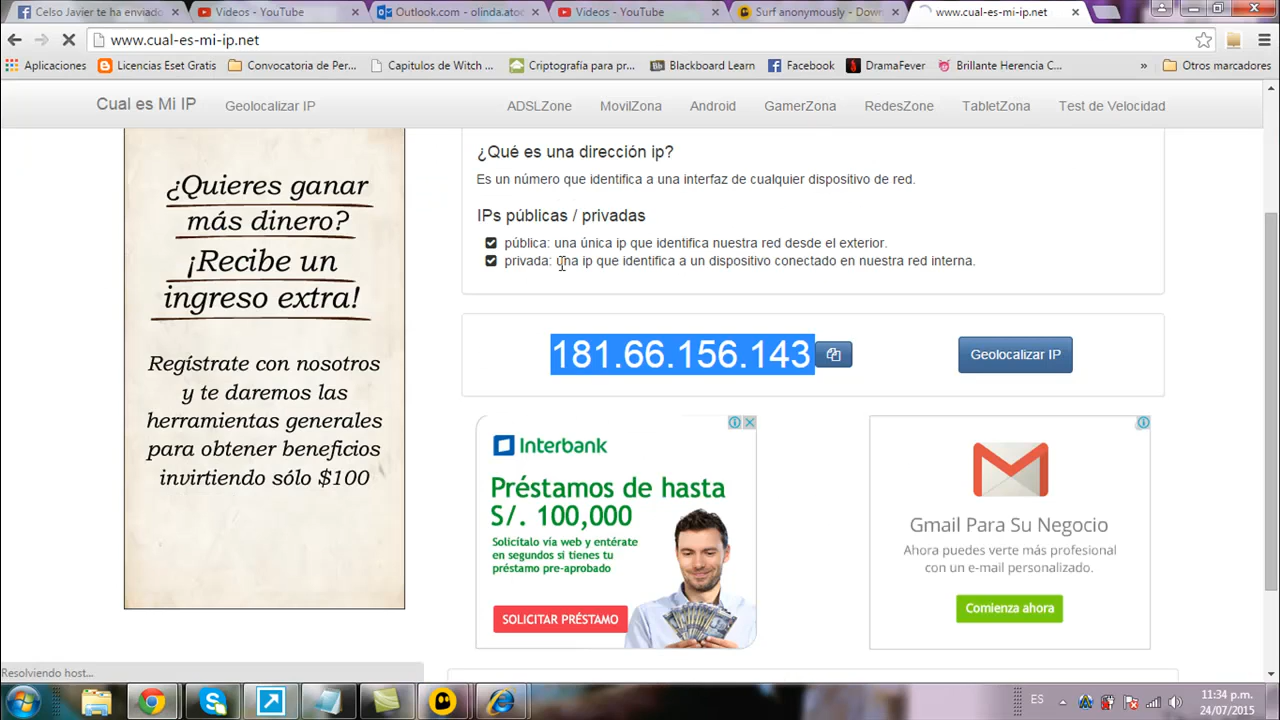 Celso Javier te ha enviado
Videos - YouTube
Outlook.com - olinda.atoc
Videos - YouTube
Surf anonymously - Down
www.cual-es-mi-ip.net
www.cual-es-mi-ip.net
Aplicaciones
Licencias Eset Gratis
Convocatoria de Per...
Capitulos de Witch ...
Criptografía para pr...
Blackboard Learn
Facebook
DramaFever
Brillante Herencia C...
»
Otros marcadores
Cual es Mi IP
Geolocalizar IP
ADSLZone
MovilZona
Android
GamerZona
RedesZone
TabletZona
Test de Velocidad
¿Quieres ganar
más dinero?
¡Recibe un
ingreso extra!
Regístrate con nosotros
y te daremos las
herramientas generales
para obtener beneficios
invirtiendo sólo $100
¿Qué es una dirección ip?
Es un número que identifica a una interfaz de cualquier dispositivo de red.
IPs públicas / privadas
pública: una única ip que identifica nuestra red desde el exterior.
privada: una ip que identifica a un dispositivo conectado en nuestra red interna.
181.66.156.143
Geolocalizar IP
Interbank
Préstamos de hasta
S/. 100,000
Solicítalo vía web y entérate
en segundos si tienes tu
préstamo pre-aprobado
SOLICITAR PRÉSTAMO
Gmail Para Su Negocio
Ahora puedes verte más profesional
con un e-mail personalizado.
Comienza ahora
Resolviendo host...
ES
11:34 p.m.
24/07/2015